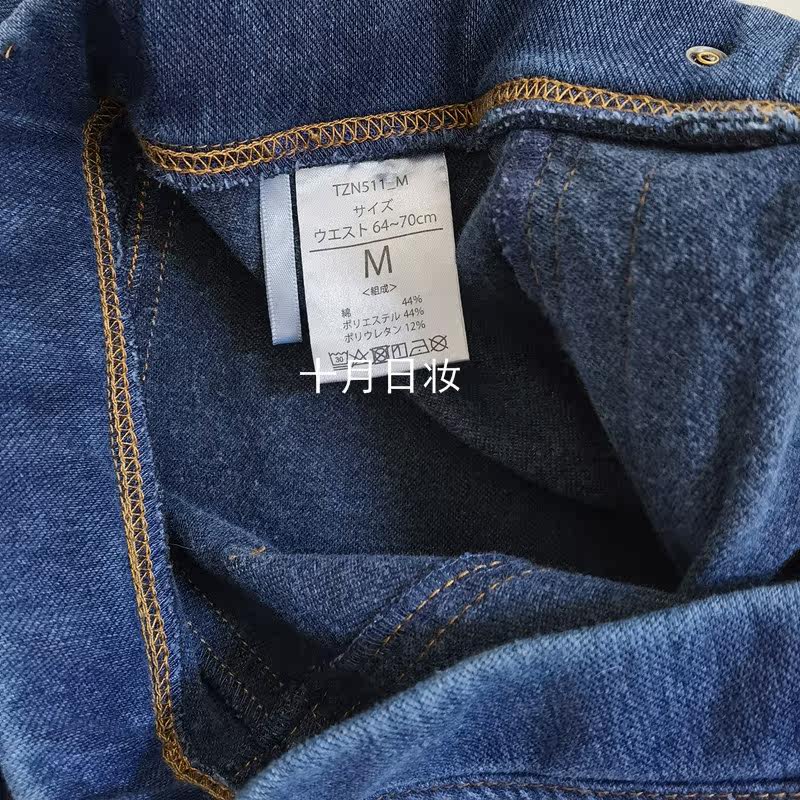 TZN511_M
サイズ
ウエスト 64~70cm
M
<組成>
綿 44%
ポリエステル 44%
ポリウレタン 12%
30
十月日妆